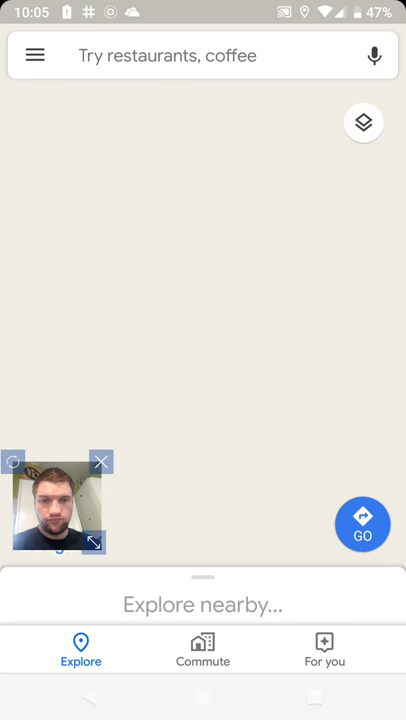 10:05
47%
Try restaurants, coffee
GO
Explore nearby...
Explore
Commute
For you